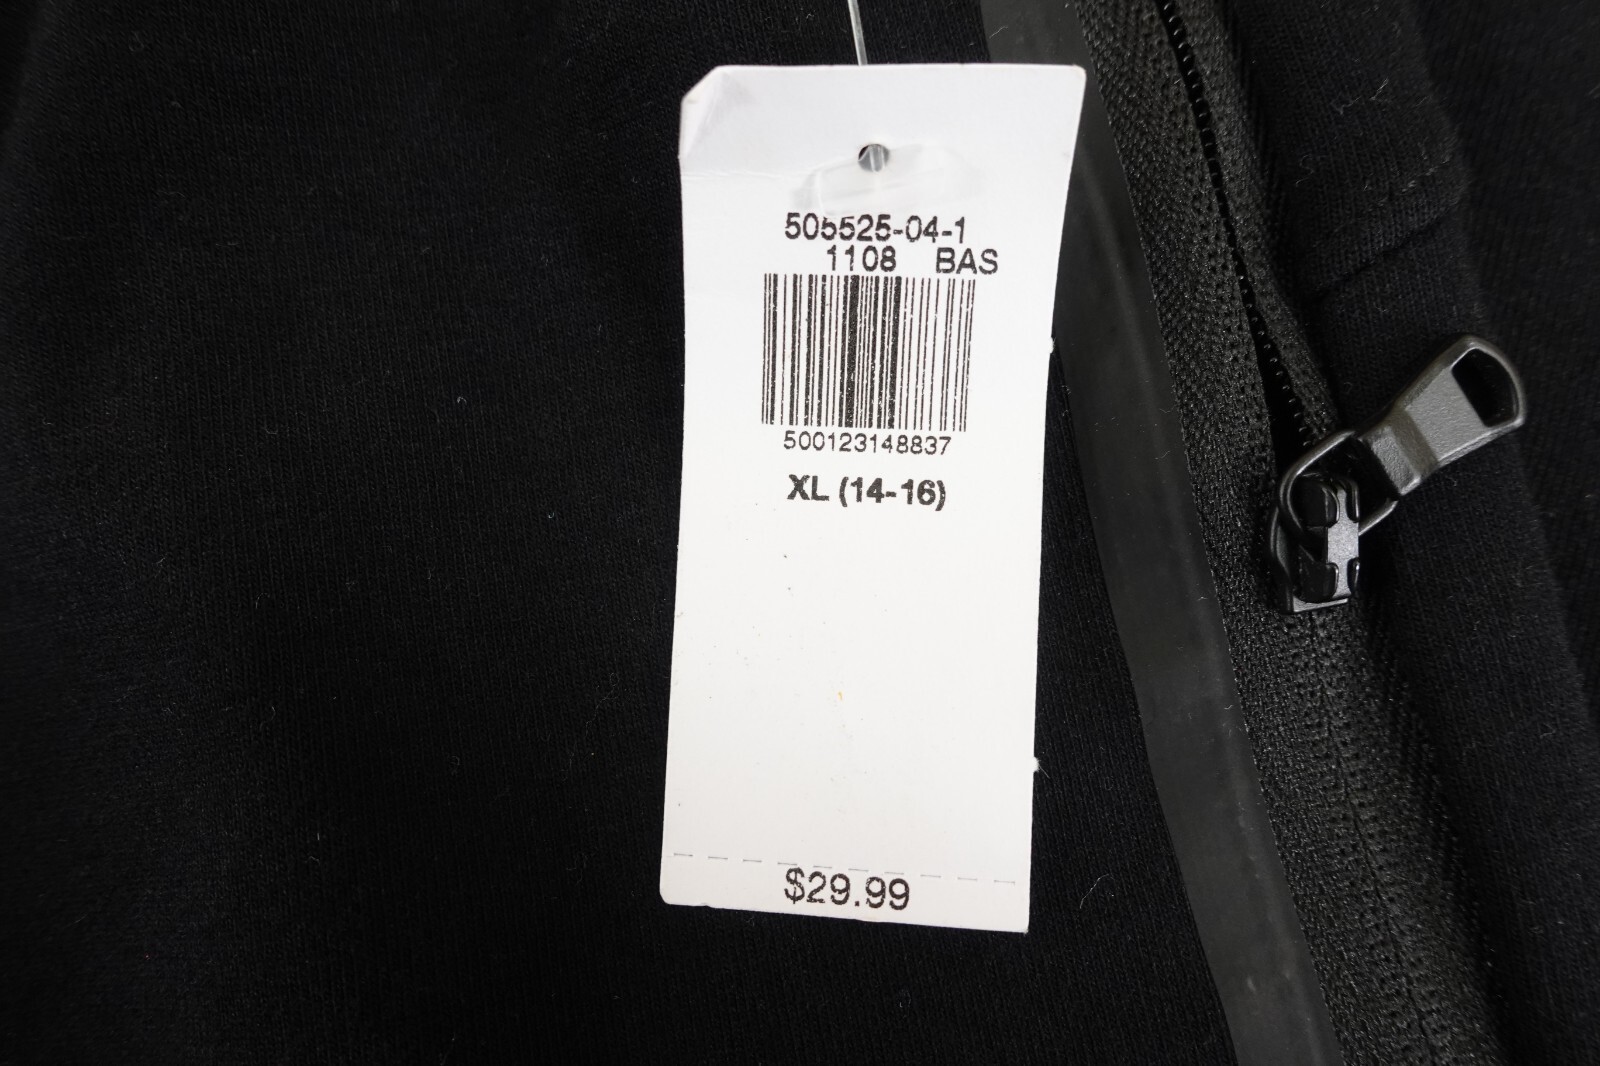 505525-04-1
1108 BAS
500123148837
XL (14-16)
$29.99